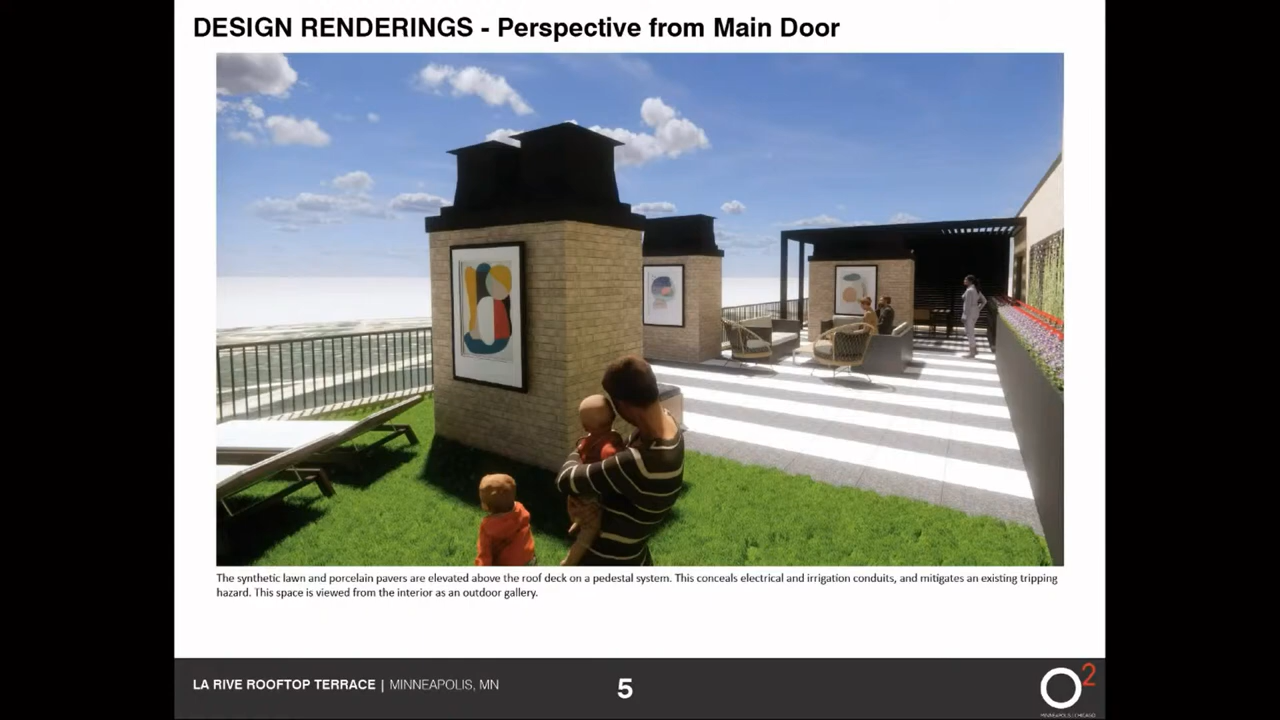 DESIGN RENDERINGS - Perspective from Main Door
The synthetic lawn and porcelain pavers are elevated above the roof deck on a pedestal system. This conceals electrical and irrigation conduits, and mitigates an existing tripping
hazard. This space is viewed from the interior as an outdoor gallery.
LA RIVE ROOFTOP TERRACE | MINNEAPOLIS, MN
5
O2
MINNEAPOLIS | CHICAGO